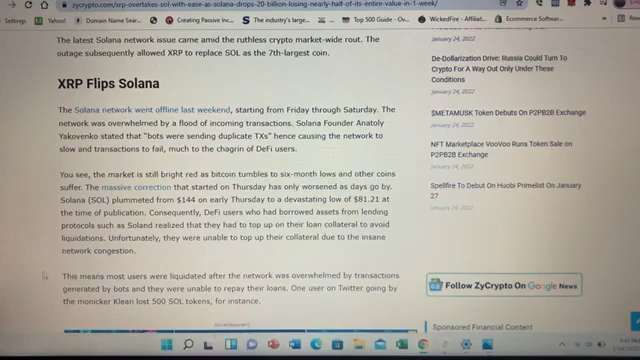 zycrypto.com/xrp-overtakes-sol-with-ease-as-solana-drops-20-billion-losing-nearly-half-of-its-entire-value-in-1-week/
Settings
Yahoo!
Domain Name Sear...
Creating Passive Inc...
The industry's large...
Top 500 Guide - Ov...
WickedFire - Affiliat...
Ecommerce Softwar...
The latest Solana network issue came amid the ruthless crypto market-wide rout. The
outage subsequently allowed XRP to replace SOL as the 7th-largest coin.
XRP Flips Solana
The Solana network went offline last weekend, starting from Friday through Saturday. The
network was overwhelmed by a flood of incoming transactions. Solana Founder Anatoly
Yakovenko stated that "bots were sending duplicate TXs" hence causing the network to
slow and transactions to fail, much to the chagrin of DeFi users.
You see, the market is still bright red as bitcoin tumbles to six-month lows and other coins
suffer. The massive correction that started on Thursday has only worsened as days go by.
Solana (SOL) plummeted from $144 on early Thursday to a devastating low of $81.21 at
the time of publication. Consequently, DeFi users who had borrowed assets from lending
protocols such as Soland realized that they had to top up on their loan collateral to avoid
liquidations. Unfortunately, they were unable to top up their collateral due to the insane
network congestion.
This means most users were liquidated after the network was overwhelmed by transactions
generated by bots and they were unable to repay their loans. One user on Twitter going by
the monicker Klean lost 500 SOL tokens, for instance.
Advertisement
January 24, 2022
De-Dollarization Drive: Russia Could Turn To
Crypto For A Way Out Only Under These
Conditions
January 24, 2022
$METAMUSK Token Debuts On P2PB2B Exchange
January 24, 2022
NFT Marketplace VooVoo Runs Token Sale on
P2PB2B Exchange
January 24, 2022
Spellfire To Debut On Huobi Primelist On January
27
January 24, 2022
Follow ZyCrypto On Google News
Sponsored Financial Content